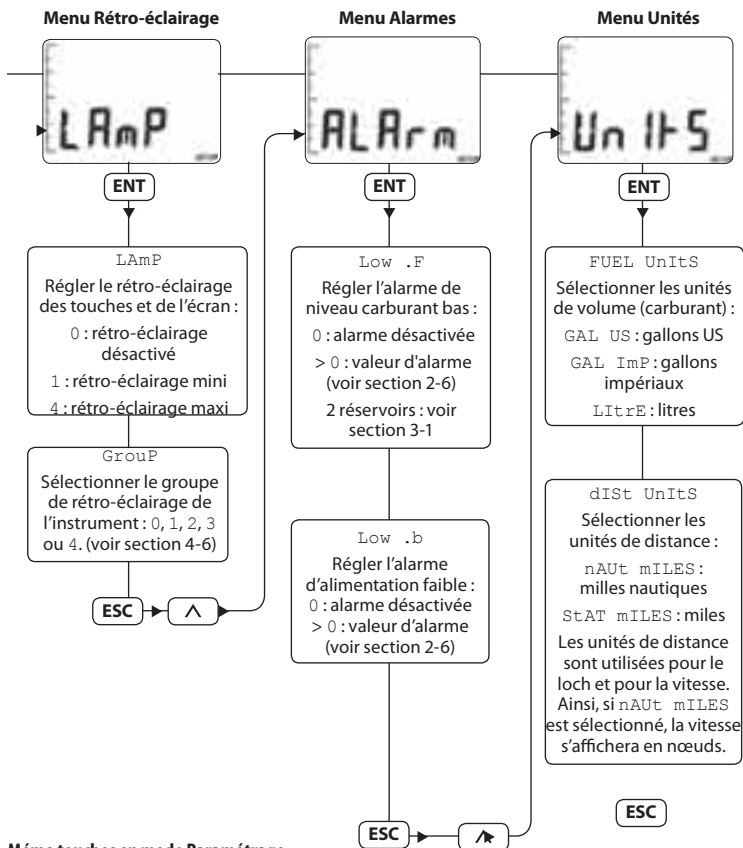 Menu Rétro-éclairage
LAmP
ENT
LAmP
Régler le rétro-éclairage
des touches et de l'écran :
0 : rétro-éclairage
désactivé
1 : rétro-éclairage mini
4 : rétro-éclairage maxi
GrouP
Sélectionner le groupe
de rétro-éclairage de
l'instrument : 0, 1, 2, 3
ou 4. (voir section 4-6)
ESC
Menu Alarmes
ALArm
ENT
Low .F
Régler l'alarme de
niveau carburant bas :
0 : alarme désactivée
> 0 : valeur d'alarme
(voir section 2-6)
2 réservoirs : voir
section 3-1
Low .b
Régler l'alarme
d'alimentation faible :
0 : alarme désactivée
> 0 : valeur d'alarme
(voir section 2-6)
ESC
Menu Unités
UnItS
ENT
FUEL UnItS
Sélectionner les unités
de volume (carburant) :
GAL US : gallons US
GAL ImP : gallons
impériaux
LItrE : litres
dISt UnItS
Sélectionner les
unités de distance :
nAUt mILES :
milles nautiques
StAT mILES : miles
Les unités de distance
sont utilisées pour le
loch et pour la vitesse.
Ainsi, si nAUt mILES
est sélectionné, la vitesse
s'affichera en nœuds.
ESC